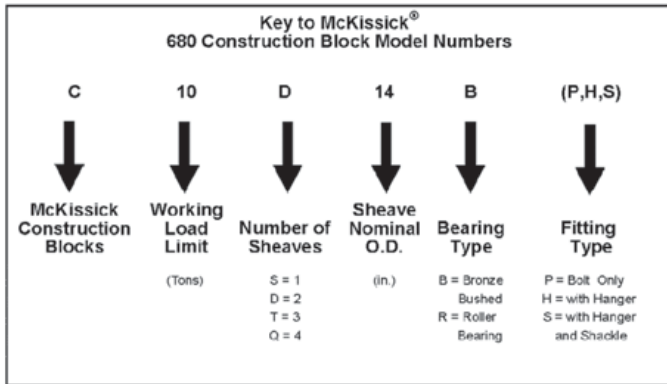 Key to McKissick®
680 Construction Block Model Numbers
C 10 D 14 B (P,H,S)
McKissick
Construction
Blocks
Working
Load
Limit
(Tons)
Number of
Sheaves
S = 1
D = 2
T = 3
Q = 4
Sheave
Nominal
O.D.
(in.)
Bearing
Type
B = Bronze
Bushed
R = Roller
Bearing
Fitting
Type
P = Bolt Only
H = with Hanger
S = with Hanger
and Shackle